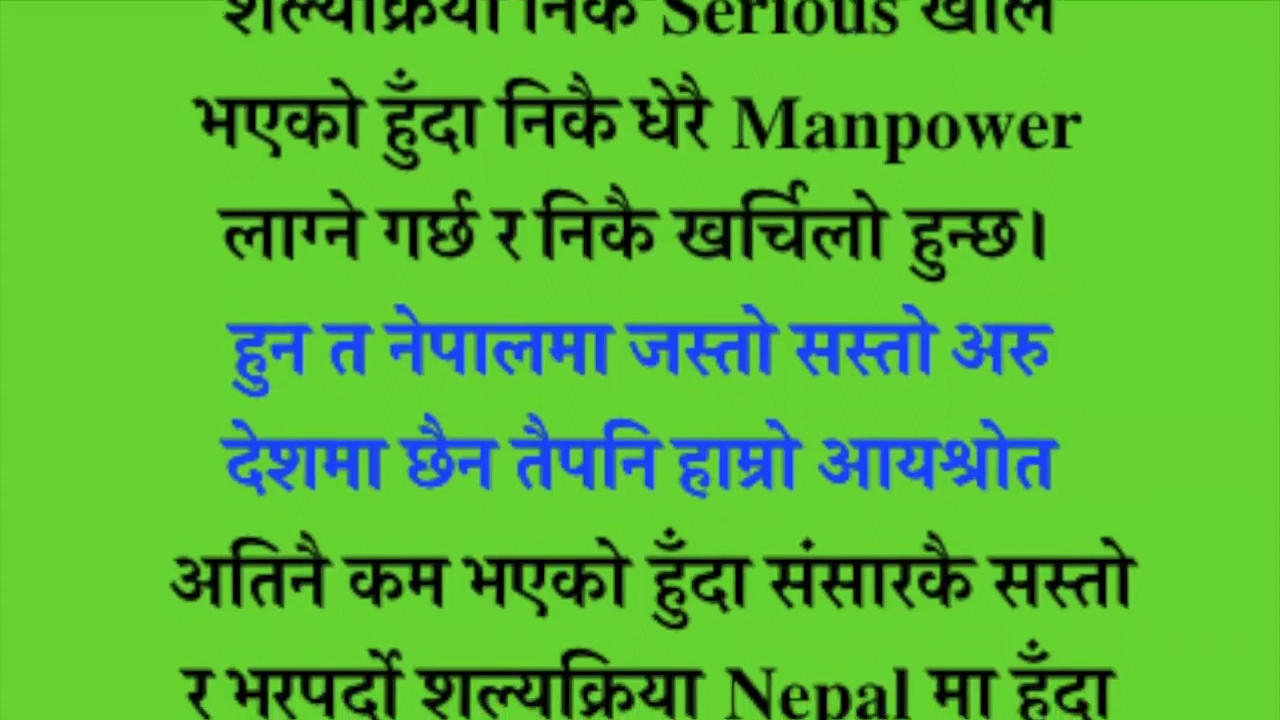 शल्यक्रिया निकै Serious खाले
भएको हुँदा निकै धेरै Manpower
लाग्ने गर्छ र निकै खर्चिलो हुन्छ।
हुन त नेपालमा जस्तो सस्तो अरु
देशमा छैन तैपनि हाम्रो आयश्रोत
अतिनै कम भएको हुँदा संसारकै सस्तो
र भरपर्दो शल्यक्रिया Nepal मा हुँदा